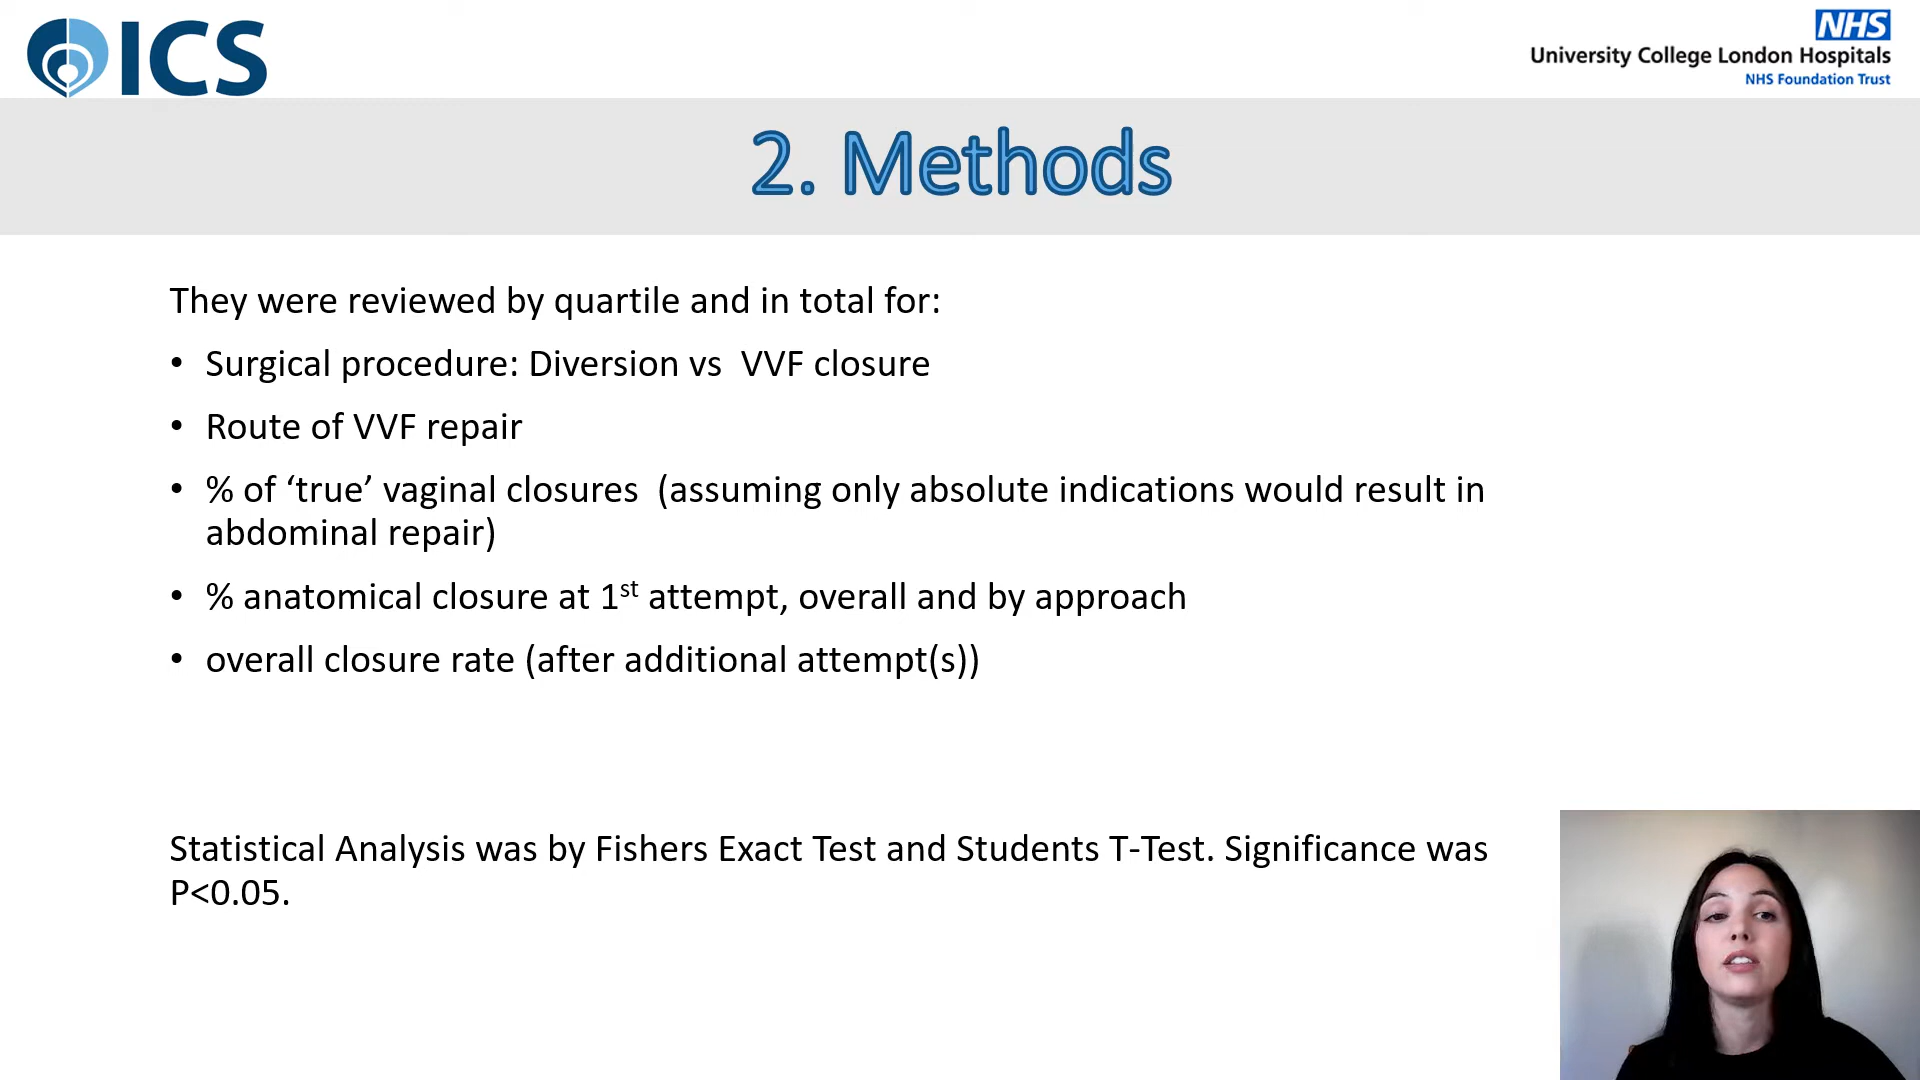 ICS
NHS
University College London Hospitals
NHS Foundation Trust
2. Methods
They were reviewed by quartile and in total for:
• Surgical procedure: Diversion vs  VVF closure
• Route of VVF repair
• % of ‘true’ vaginal closures  (assuming only absolute indications would result in
abdominal repair)
• % anatomical closure at 1st attempt, overall and by approach
• overall closure rate (after additional attempt(s))
Statistical Analysis was by Fishers Exact Test and Students T-Test. Significance was
P<0.05.